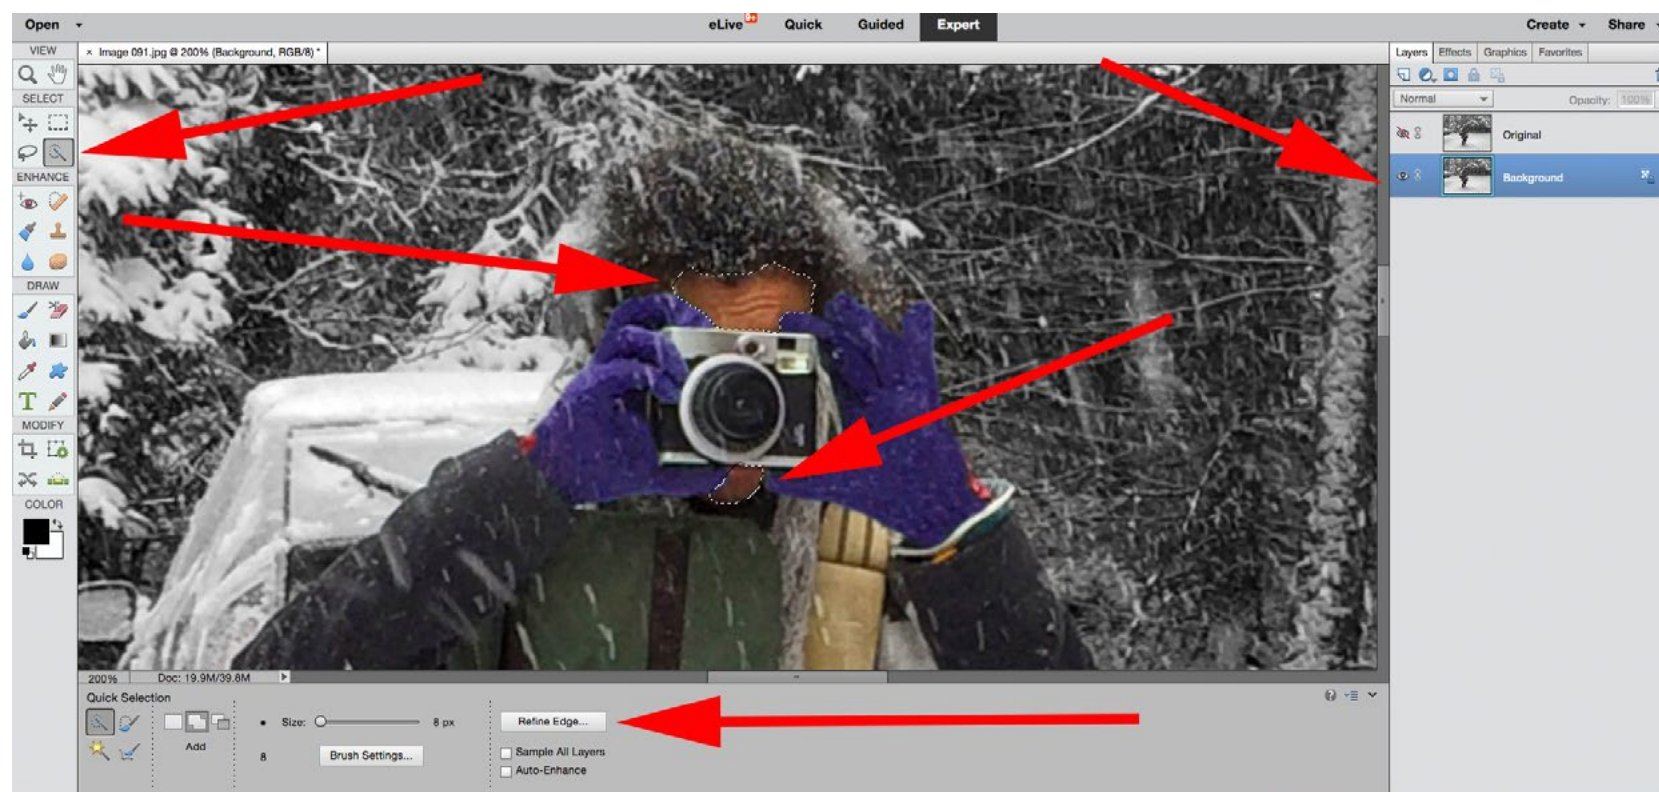 Open
eLive
Quick
Guided
Expert
Create
Share
VIEW
× Image 091.jpg @ 200% (Background, RGB/8) *
Layers
Effects
Graphics
Favorites
SELECT
Normal
Opacity: 100%
Original
ENHANCE
Background
DRAW
T
MODIFY
COLOR
200%
Doc: 19.9M/39.8M
Quick Selection
Size:
8 px
Refine Edge...
Add
8
Brush Settings...
Sample All Layers
Auto-Enhance